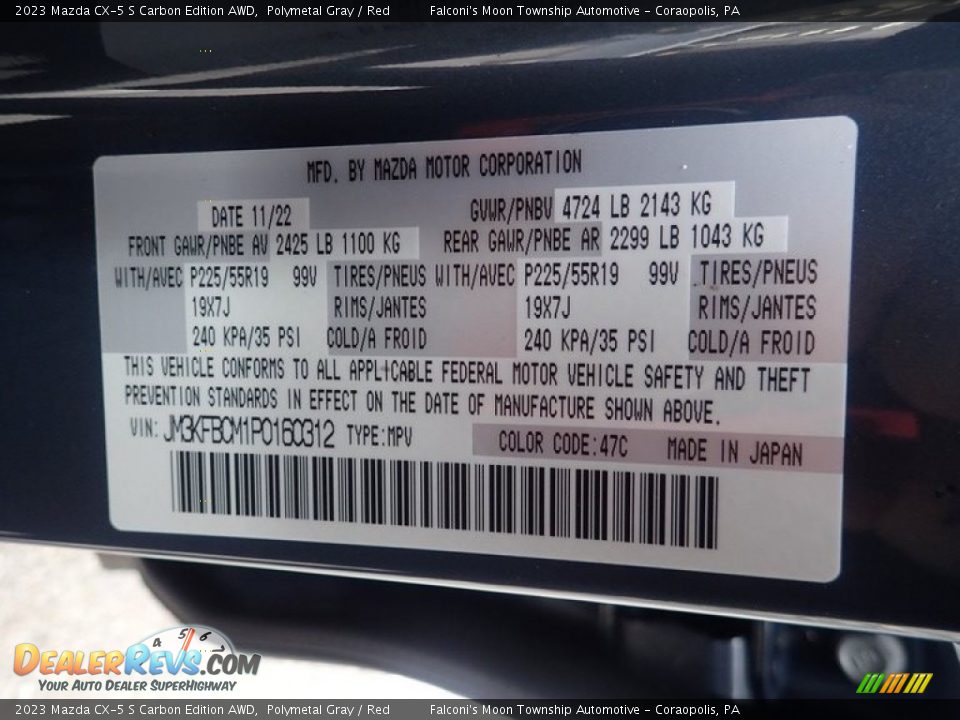 2023 Mazda CX-5 S Carbon Edition AWD, Polymetal Gray / Red Falconi's Moon Township Automotive - Coraopolis, PA
MFD. BY MAZDA MOTOR CORPORATION
DATE 11/22 GVWR/PNBV 4724 LB 2143 KG
FRONT GAWR/PNBE AV 2425 LB 1100 KG REAR GAWR/PNBE AR 2299 LB 1043 KG
WITH/AVEC P225/55R19 99V TIRES/PNEUS WITH/AVEC P225/55R19 99V TIRES/PNEUS
19X7J RIMS/JANTES 19X7J RIMS/JANTES
240 KPA/35 PSI COLD/A FROID 240 KPA/35 PSI COLD/A FROID
THIS VEHICLE CONFORMS TO ALL APPLICABLE FEDERAL MOTOR VEHICLE SAFETY AND THEFT
PREVENTION STANDARDS IN EFFECT ON THE DATE OF MANUFACTURE SHOWN ABOVE.
VIN: JM3KFBCM1P0160312 TYPE:MPV COLOR CODE:47C MADE IN JAPAN
4 5 6
DEALERREVS.COM
YOUR AUTO DEALER SUPERHIGHWAY
2023 Mazda CX-5 S Carbon Edition AWD, Polymetal Gray / Red Falconi's Moon Township Automotive - Coraopolis, PA